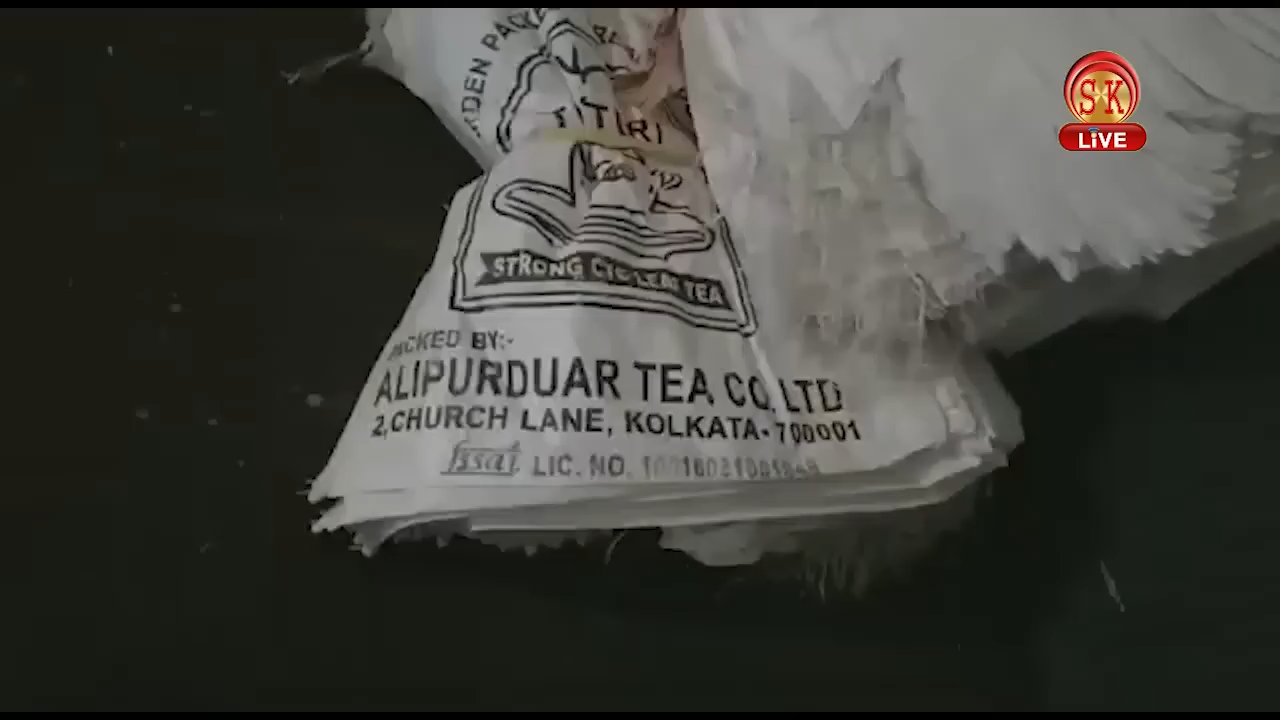 TITRI
STRONG CTC LEAF TEA
PACKED BY:-
ALIPURDUAR TEA CO. LTD
2, CHURCH LANE, KOLKATA-700001
fssai LIC. NO.
SK
LiVE